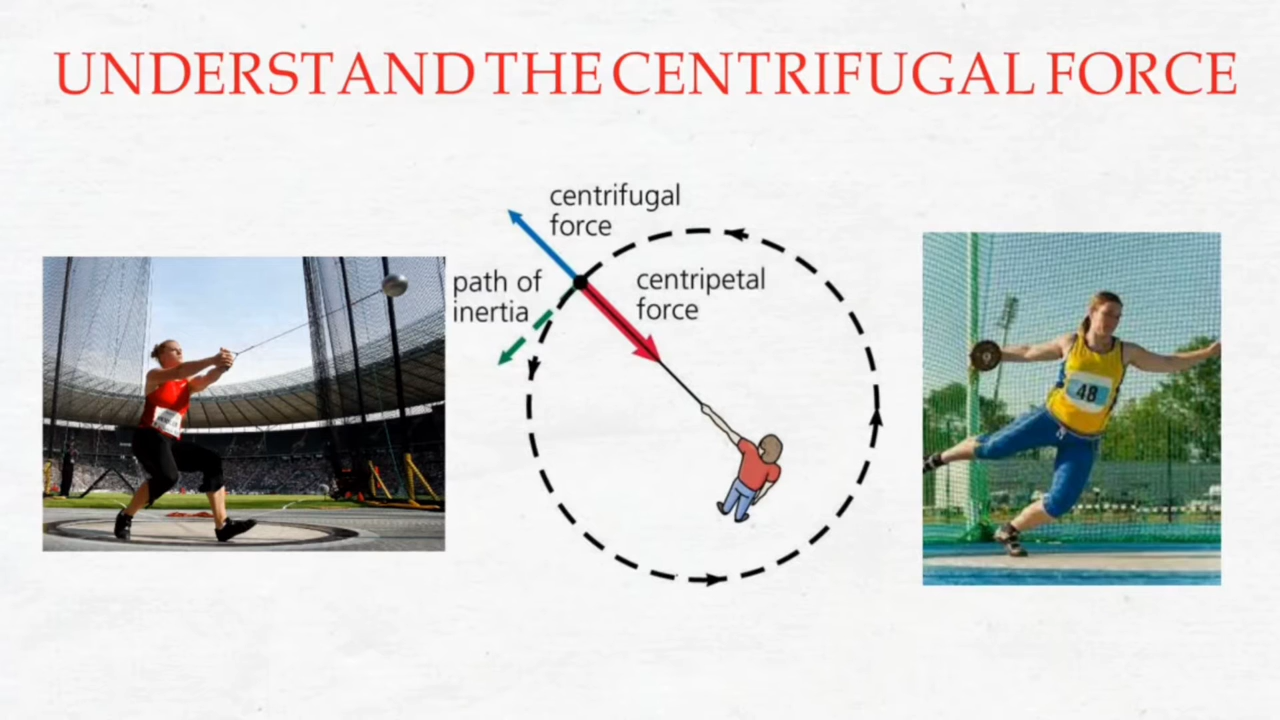 UNDERSTAND THE CENTRIFUGAL FORCE
centrifugal
force
path of
inertia
centripetal
force
48